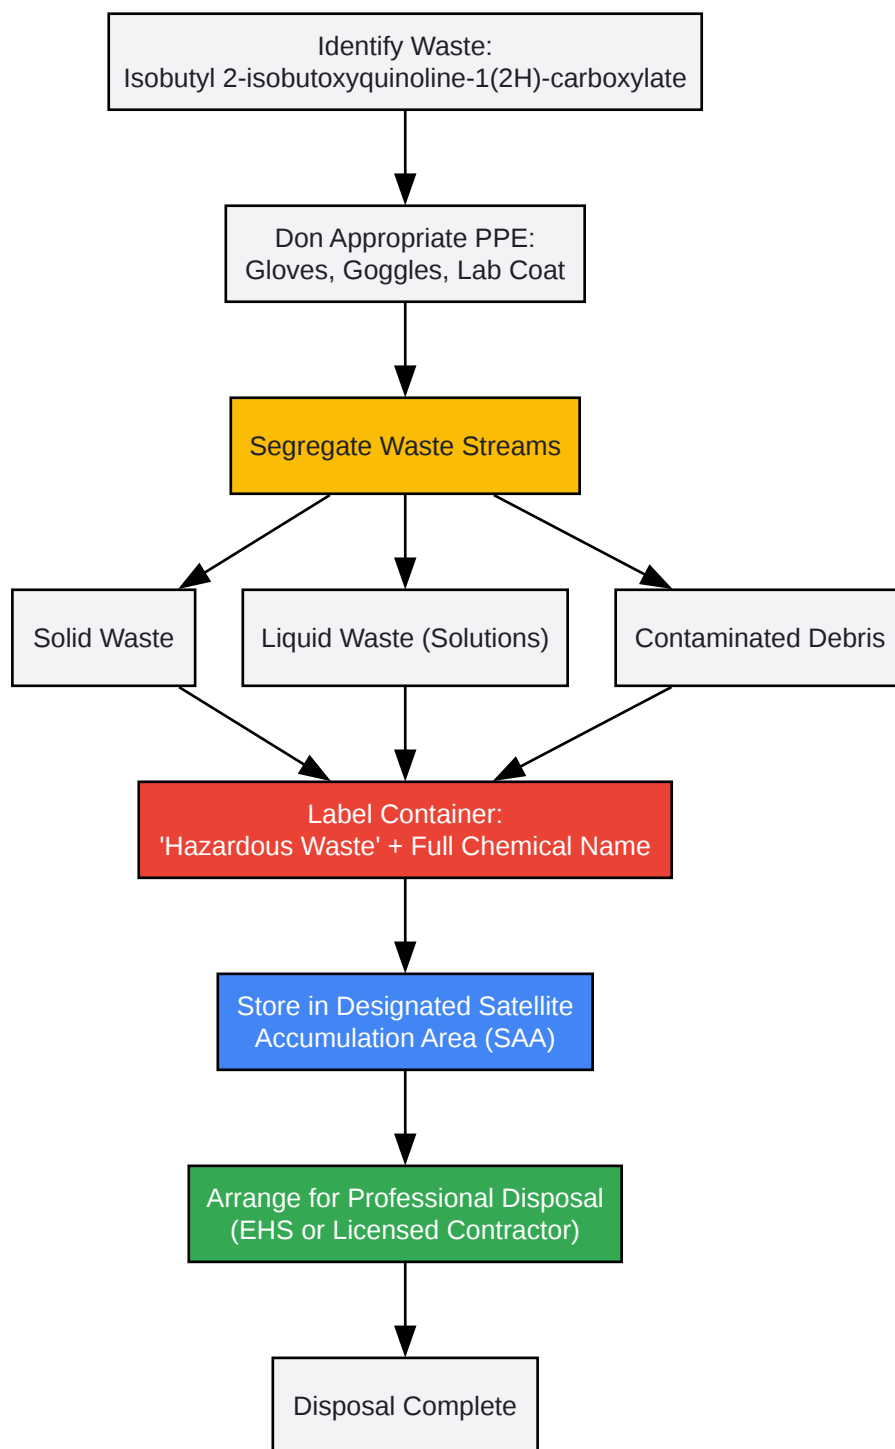 Identify Waste:
Isobutyl 2-isobutoxyquinoline-1(2H)-carboxylate
Don Appropriate PPE:
Gloves, Goggles, Lab Coat
Segregate Waste Streams
Solid Waste
Liquid Waste (Solutions)
Contaminated Debris
Label Container:
'Hazardous Waste' + Full Chemical Name
Store in Designated Satellite
Accumulation Area (SAA)
Arrange for Professional Disposal
(EHS or Licensed Contractor)
Disposal Complete